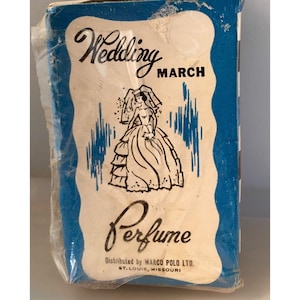 Wedding
MARCH
Perfume
Distributed by MARCO POLO LTD.
ST. LOUIS, MISSOURI